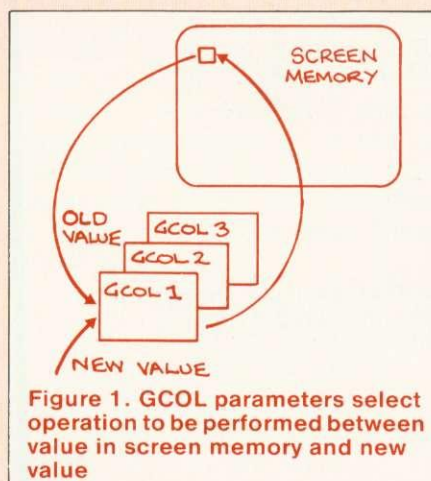 SCREEN
MEMORY
OLD
VALUE
GCOL 3
GCOL 2
GCOL 1
NEW VALUE
Figure 1. GCOL parameters select
operation to be performed between
value in screen memory and new
value